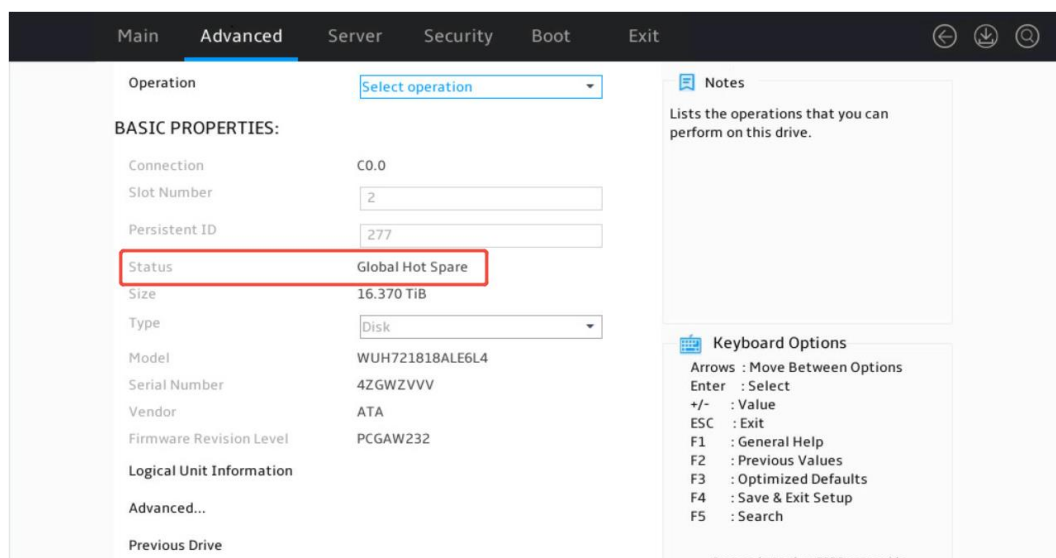 Main Advanced Server Security Boot Exit
Operation Select operation
BASIC PROPERTIES:
Connection C0.0
Slot Number 2
Persistent ID 277
Status Global Hot Spare
Size 16.370 TiB
Type Disk
Model WUH721818ALE6L4
Serial Number 4ZGWZVVV
Vendor ATA
Firmware Revision Level PCGAW232
Logical Unit Information
Advanced...
Previous Drive
Notes
Lists the operations that you can
perform on this drive.
Keyboard Options
Arrows : Move Between Options
Enter : Select
+/- : Value
ESC : Exit
F1 : General Help
F2 : Previous Values
F3 : Optimized Defaults
F4 : Save & Exit Setup
F5 : Search